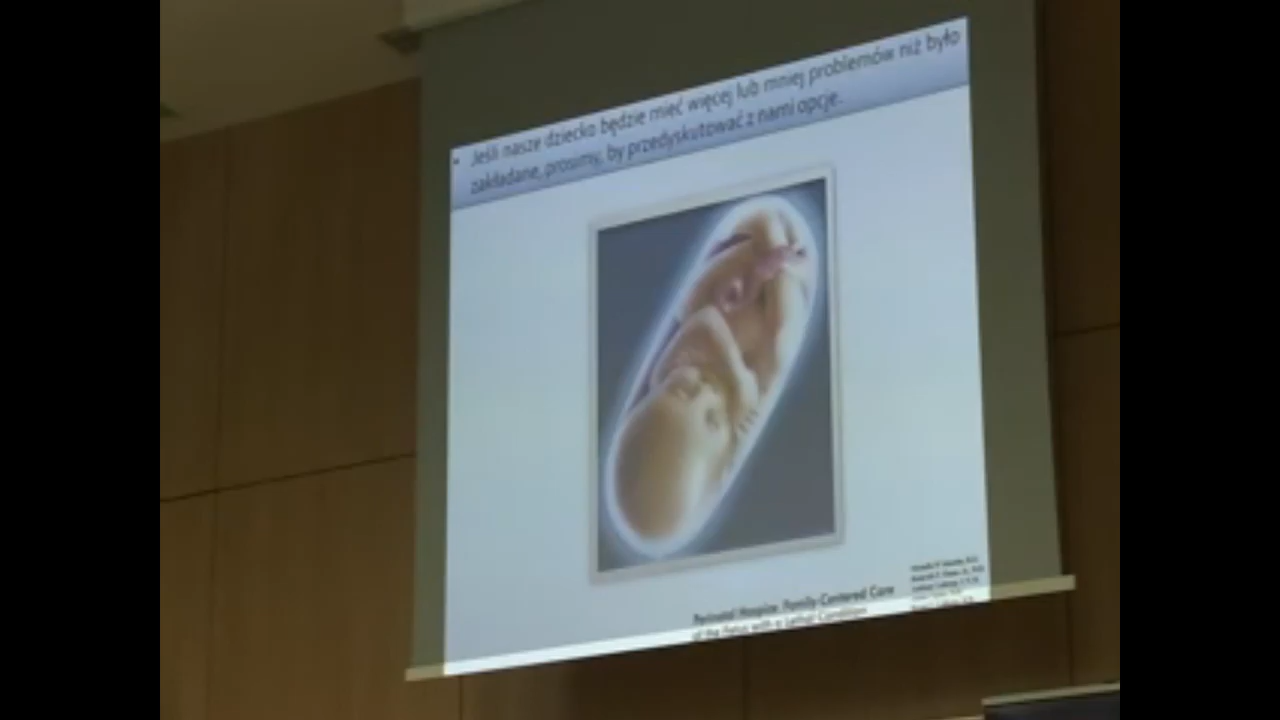 • Jeśli nasze dziecko będzie mieć więcej lub mniej problemów niż było
zakładane, prosimy, by przedyskutować z nami opcje.
Perinatal Hospice: Family-Centered Care
of the Fetus with a Lethal Condition